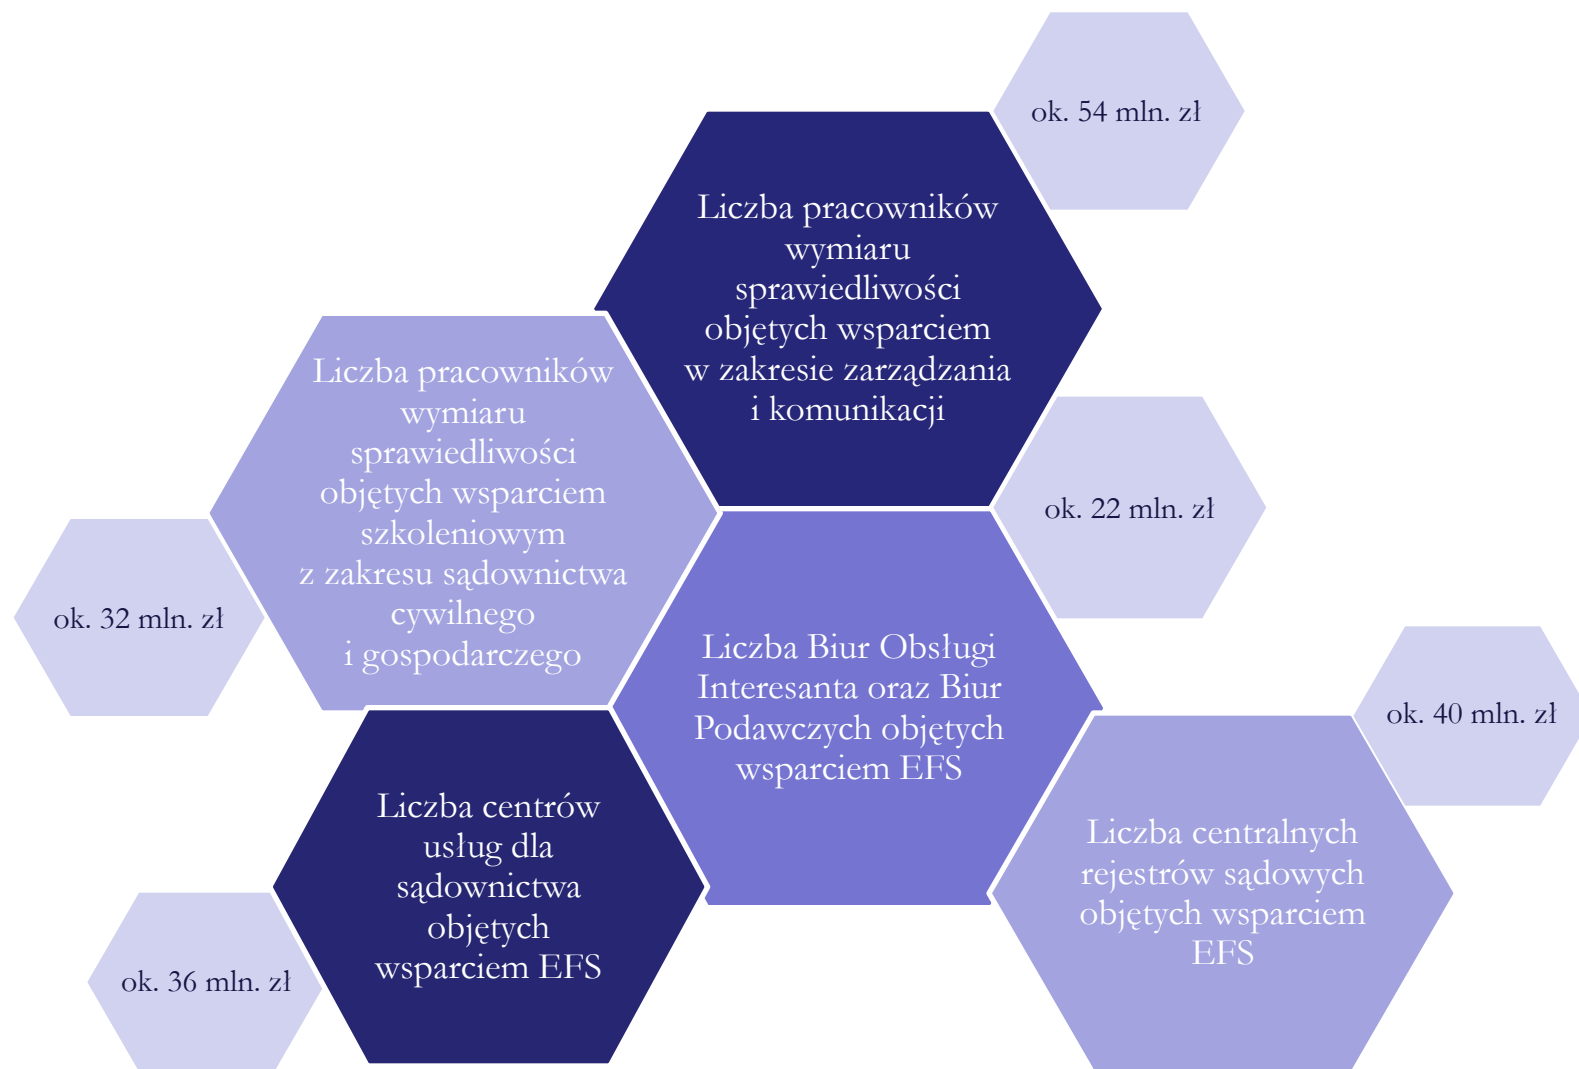 ok. 54 mln. zł
Liczba pracowników
wymiaru
sprawiedliwości
objętych wsparciem
w zakresie zarządzania
i komunikacji
Liczba pracowników
wymiaru
sprawiedliwości
objętych wsparciem
szkoleniowym
z zakresu sądownictwa
cywilnego
i gospodarczego
ok. 32 mln. zł
ok. 22 mln. zł
Liczba Biur Obsługi
Interesanta oraz Biur
Podawczych objętych
wsparciem EFS
ok. 40 mln. zł
Liczba centralnych
rejestrów sądowych
objętych wsparciem
EFS
Liczba centrów
usług dla
sądownictwa
objętych
wsparciem EFS
ok. 36 mln. zł